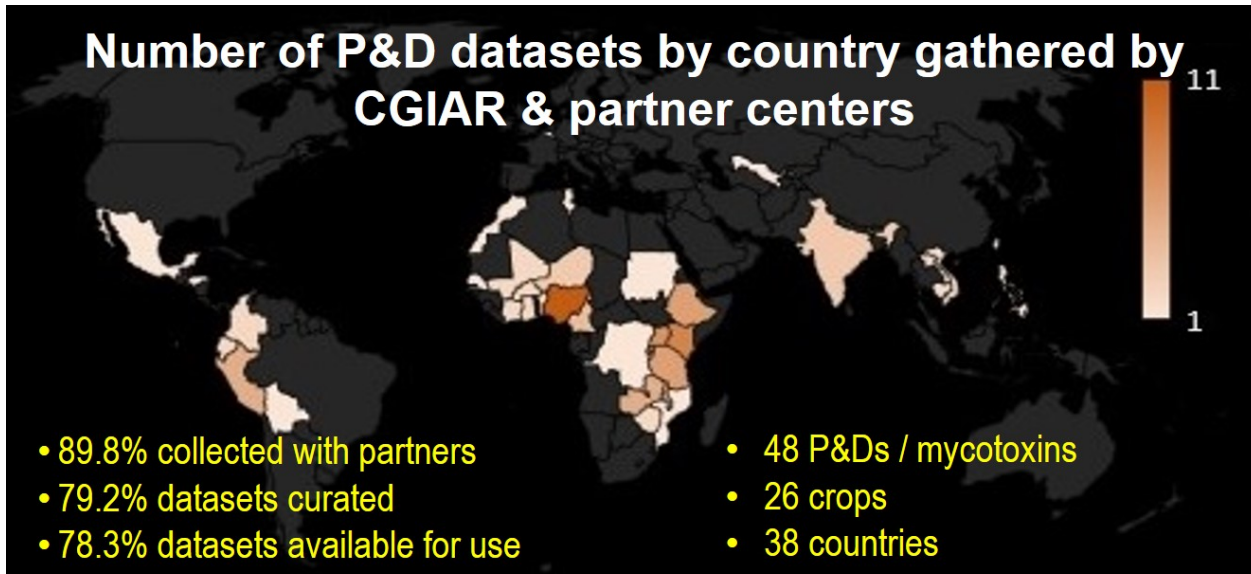 Number of P&D datasets by country gathered by
CGIAR & partner centers
11
1
• 89.8% collected with partners
• 79.2% datasets curated
• 78.3% datasets available for use
• 48 P&Ds / mycotoxins
• 26 crops
• 38 countries